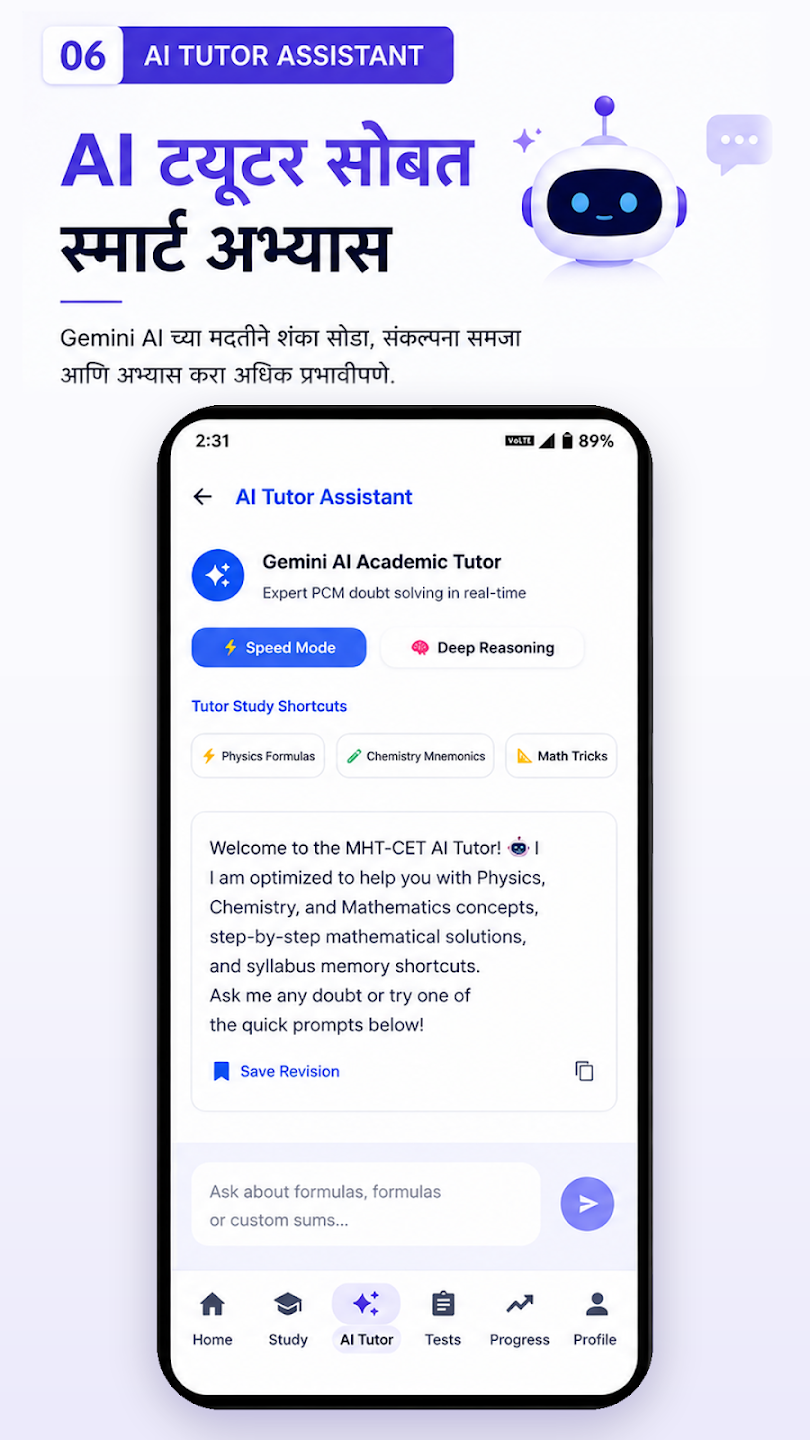 06 AI TUTOR ASSISTANT
AI टयूटर सोबत
स्मार्ट अभ्यास
Gemini AI च्या मदतीने शंका सोडा, संकल्पना समजा
आणि अभ्यास करा अधिक प्रभावीपणे.
2:31 VoLTE 89%
AI Tutor Assistant
Gemini AI Academic Tutor
Expert PCM doubt solving in real-time
Speed Mode Deep Reasoning
Tutor Study Shortcuts
Physics Formulas Chemistry Mnemonics Math Tricks
Welcome to the MHT-CET AI Tutor! I
I am optimized to help you with Physics,
Chemistry, and Mathematics concepts,
step-by-step mathematical solutions,
and syllabus memory shortcuts.
Ask me any doubt or try one of
the quick prompts below!
Save Revision
Ask about formulas, formulas
or custom sums...
Home Study AI Tutor Tests Progress Profile